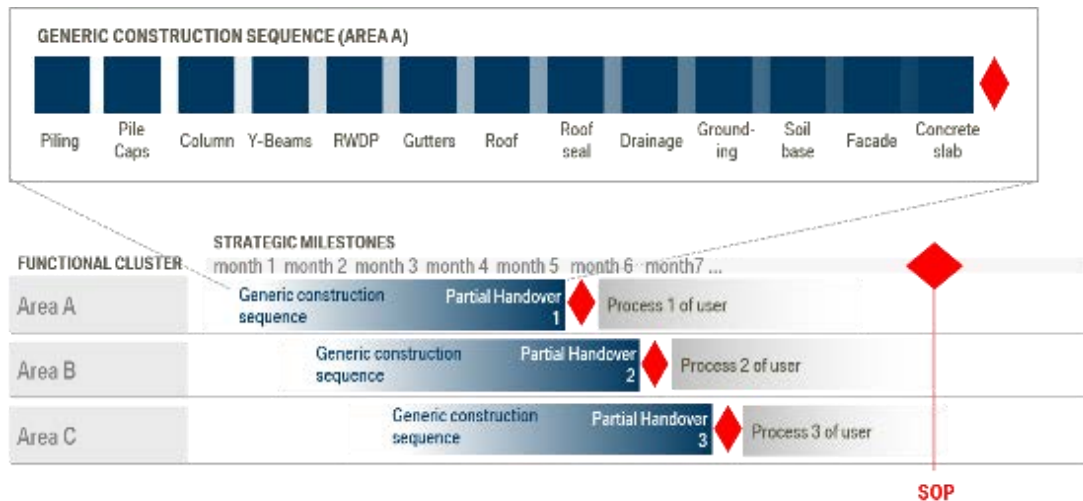 GENERIC CONSTRUCTION SEQUENCE (AREA A)
Piling
Pile
Caps
Column
Y-Beams
RWDP
Gutters
Roof
Roof
seal
Drainage
Ground-
ing
Soil
base
Facade
Concrete
slab
STRATEGIC MILESTONES
FUNCTIONAL CLUSTER
month 1 month 2 month 3 month 4 month 5 month 6 month7 ...
Area A
Generic construction
sequence
Partial Handover
1
Process 1 of user
Area B
Generic construction
sequence
Partial Handover
2
Process 2 of user
Area C
Generic construction
sequence
Partial Handover
3
Process 3 of user
SOP